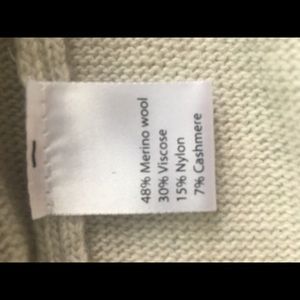 48% Merino wool
30% Viscose
15% Nylon
7% Cashmere